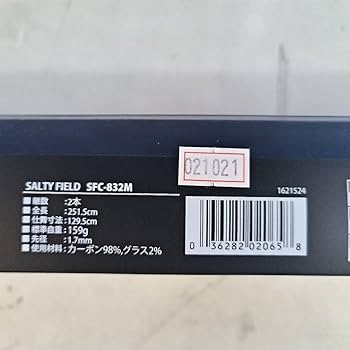 021021
SALTY FIELD SFC-832M
■継数 :2本
■全長 :251.5cm
■仕舞寸法:129.5cm
■標準自重:159g
■先径 :1.7mm
■使用材料:カーボン98%,グラス2%
1621524
0 36282 02065 8